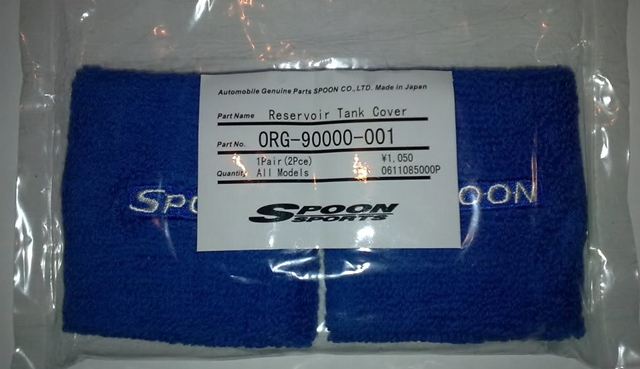 Automobile Genuine Parts SPOON CO.,LTD. Made in Japan
Part Name Reservoir Tank Cover
Part No. ORG-90000-001
1Pair(2Pce) ¥1,050
Quantity All Models 0611085000P
SPO OON
SPOON
SPORTS